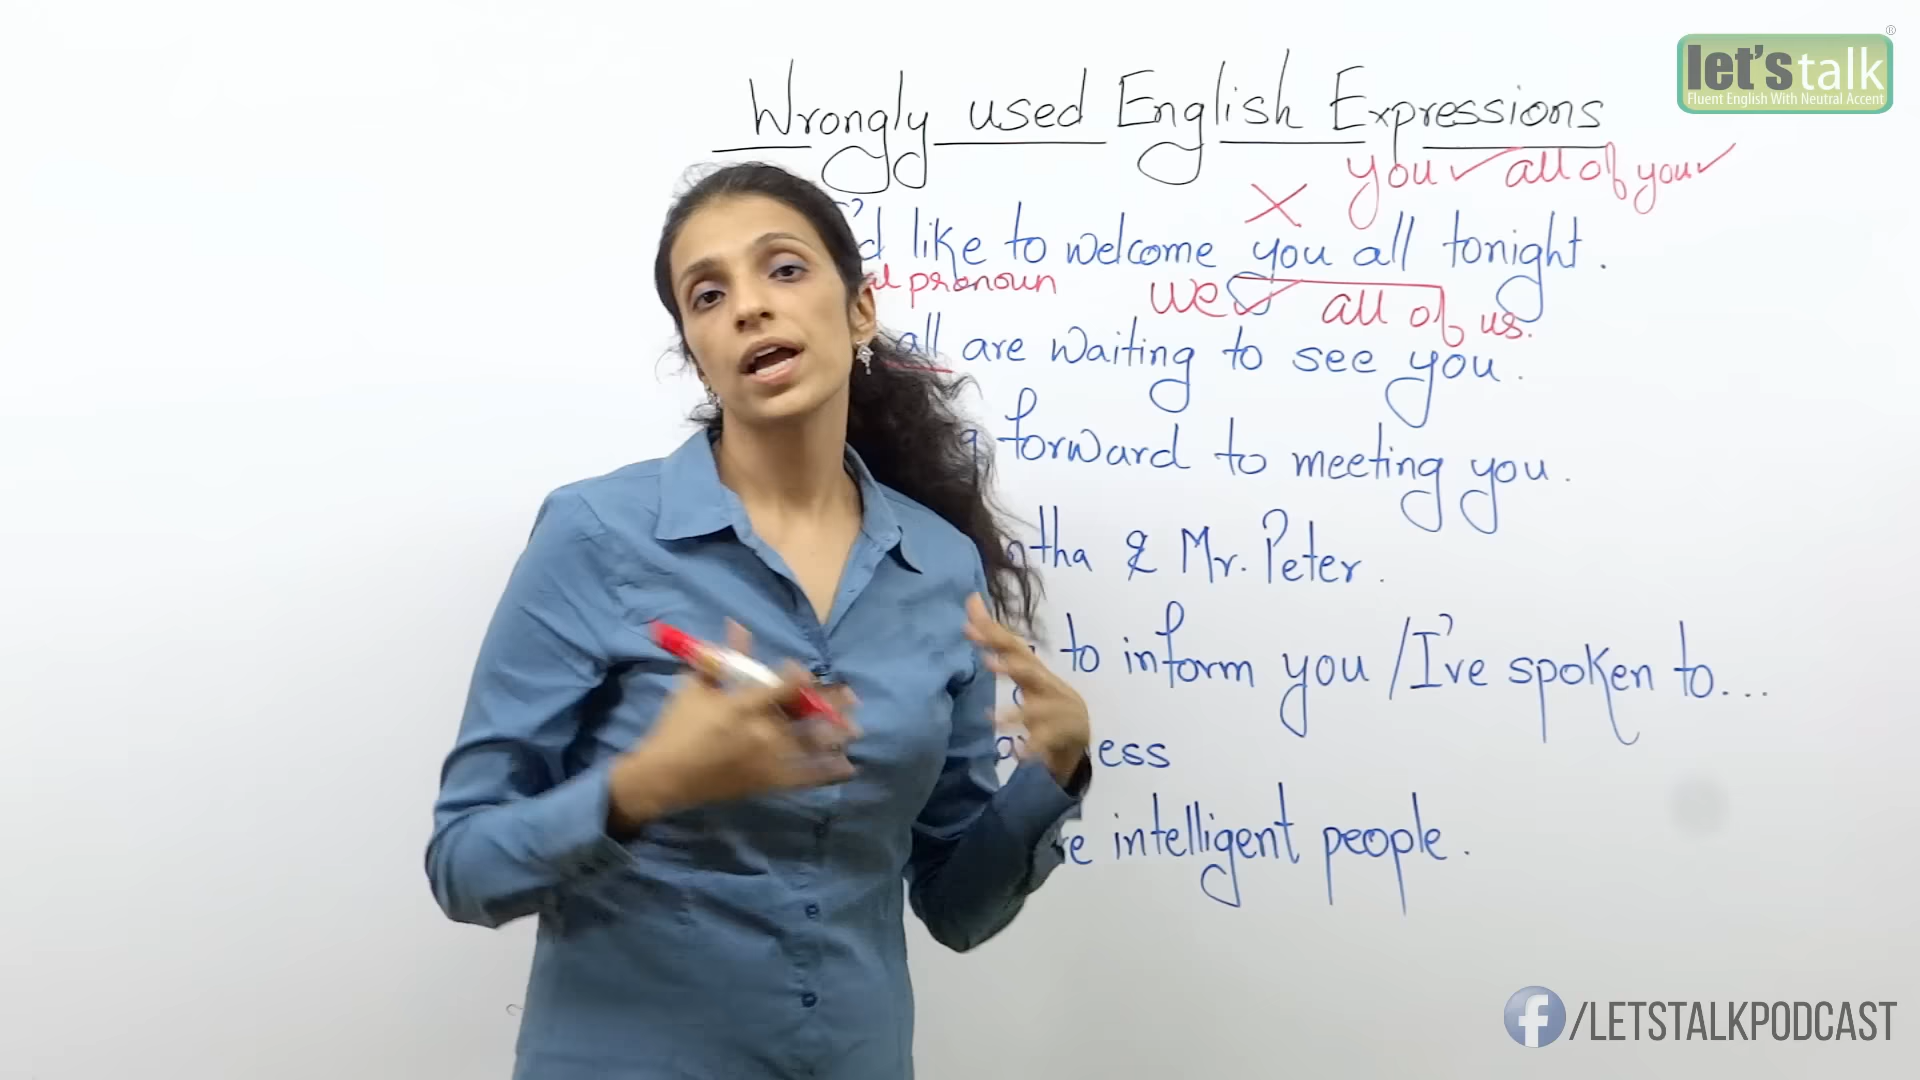 let's talk ®
Fluent English With Neutral Accent
Wrongly used English Expressions
you ✓ all of you ✓
X
'd like to welcome you all tonight.
pronoun we ✓ all of us.
all are waiting to see you.
forward to meeting you.
& Mr. Peter.
to inform you / I've spoken to...
intelligent people.
f /LETSTALKPODCAST